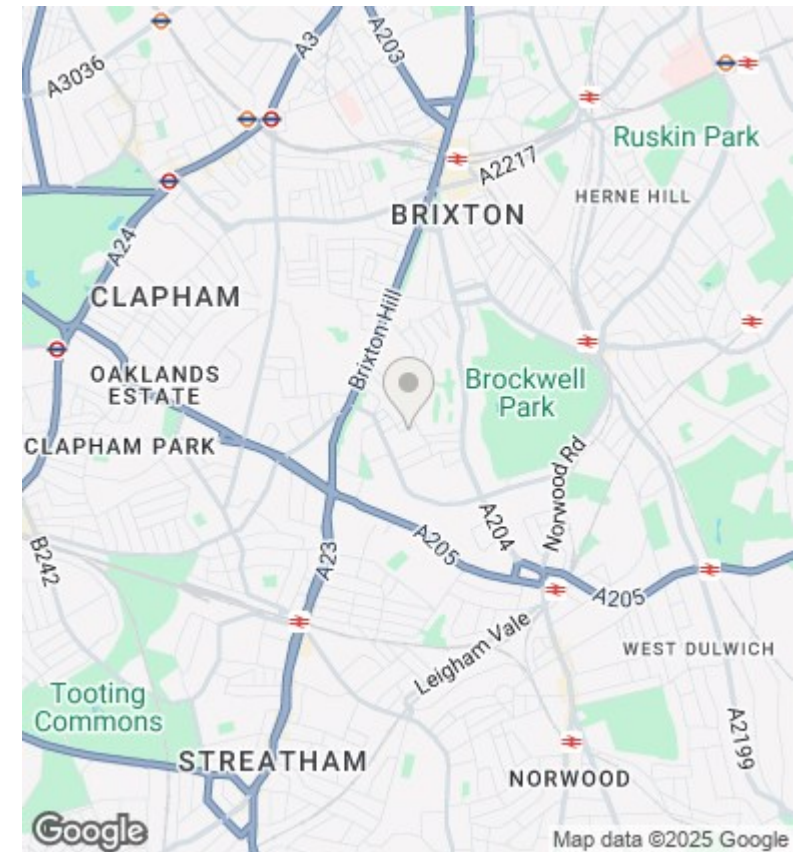 A3
A203
A3036
Ruskin Park
A2217
HERNE HILL
BRIXTON
A24
CLAPHAM
Brixton Hill
OAKLANDS
ESTATE
Brockwell
Park
CLAPHAM PARK
Norwood Rd
A204
B242
A23
A205
A205
Leigham Vale
WEST DULWICH
Tooting
Commons
A2199
STREATHAM
NORWOOD
Google
Map data ©2025 Google